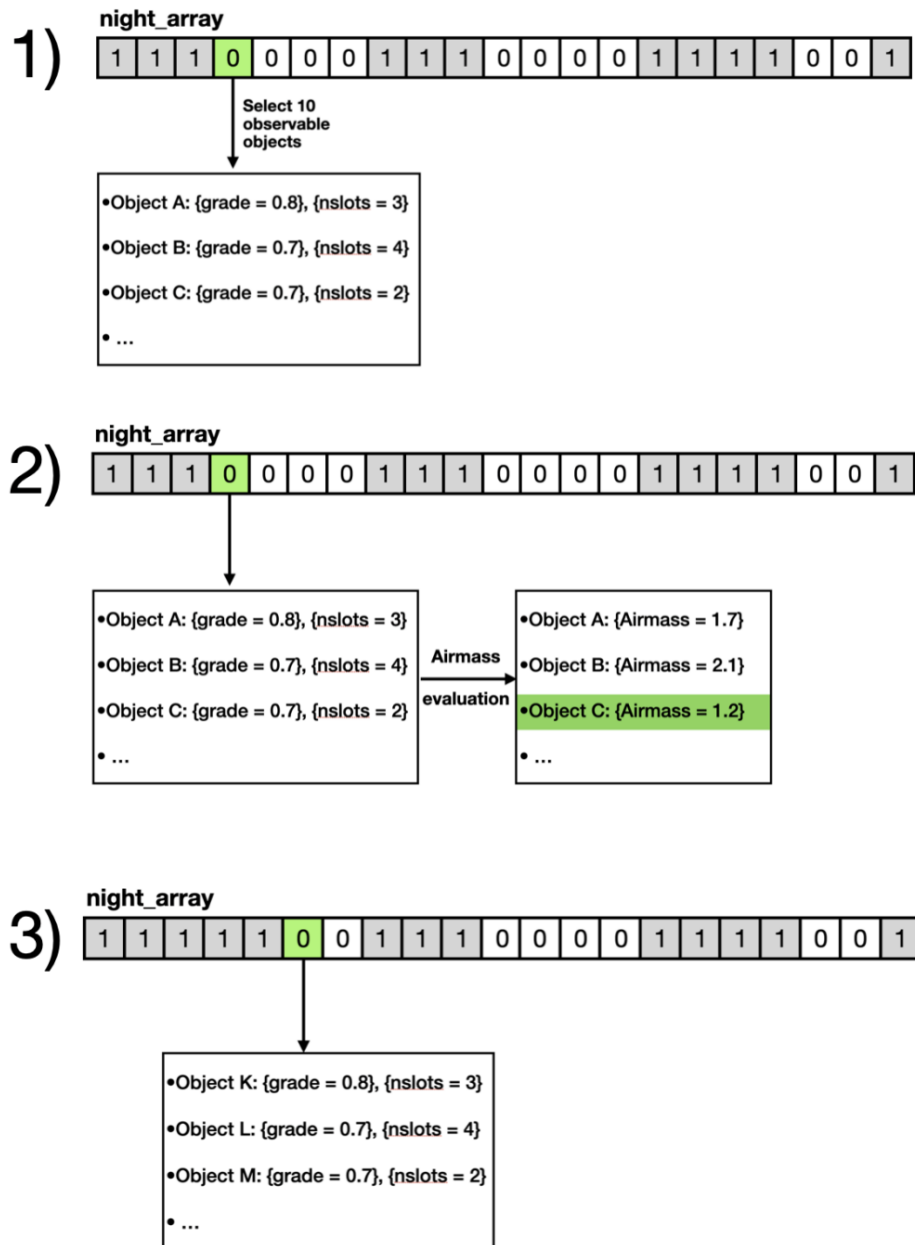 night_array
1) 1 1 1 0 0 0 0 1 1 1 0 0 0 0 1 1 1 1 0 0 1
Select 10
observable
objects
•Object A: {grade = 0.8}, {nslots = 3}
•Object B: {grade = 0.7}, {nslots = 4}
•Object C: {grade = 0.7}, {nslots = 2}
• ...
night_array
2) 1 1 1 0 0 0 0 1 1 1 0 0 0 0 1 1 1 1 0 0 1
•Object A: {grade = 0.8}, {nslots = 3}
•Object B: {grade = 0.7}, {nslots = 4}
•Object C: {grade = 0.7}, {nslots = 2}
• ...
Airmass
evaluation
•Object A: {Airmass = 1.7}
•Object B: {Airmass = 2.1}
•Object C: {Airmass = 1.2}
• ...
night_array
3) 1 1 1 1 1 0 0 1 1 1 0 0 0 0 1 1 1 1 0 0 1
•Object K: {grade = 0.8}, {nslots = 3}
•Object L: {grade = 0.7}, {nslots = 4}
•Object M: {grade = 0.7}, {nslots = 2}
• ...